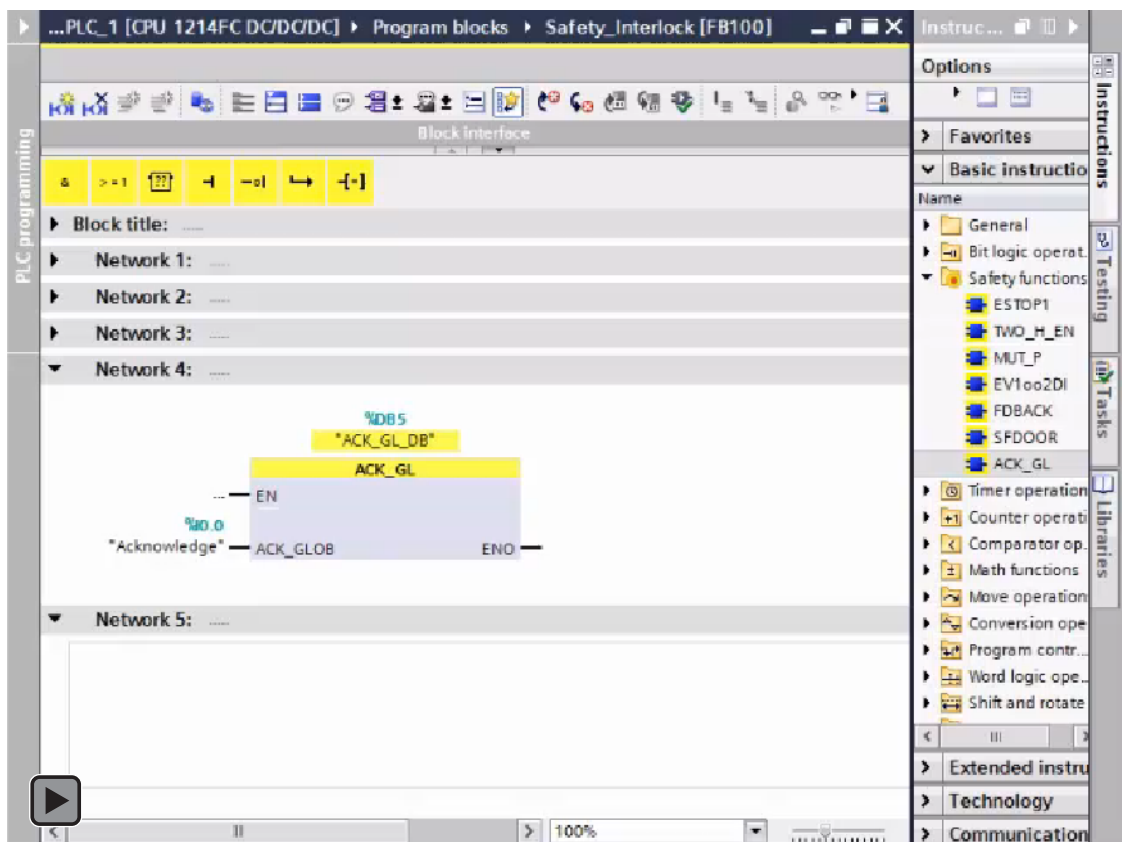 ...PLC_1 [CPU 1214FC DC/DC/DC] ▸ Program blocks ▸ Safety_Interlock [FB100]
Block interface
PLC programming
& >=1 ??
Block title: .....
Network 1: .....
Network 2: .....
Network 3: .....
Network 4: .....
%DB5
"ACK_GL_DB"
ACK_GL
... EN
%I0.0
"Acknowledge" ACK_GLOB ENO
Network 5: .....
100%
Instruc...
Options
Favorites
Basic instructio
Name
General
Bit logic operat.
Safety functions
ESTOP1
TWO_H_EN
MUT_P
EV1oo2DI
FDBACK
SFDOOR
ACK_GL
Timer operation
Counter operati
Comparator op.
Math functions
Move operation
Conversion ope
Program contr...
Word logic ope..
Shift and rotate
Extended instru
Technology
Communication
Instructions
Testing
Tasks
Libraries